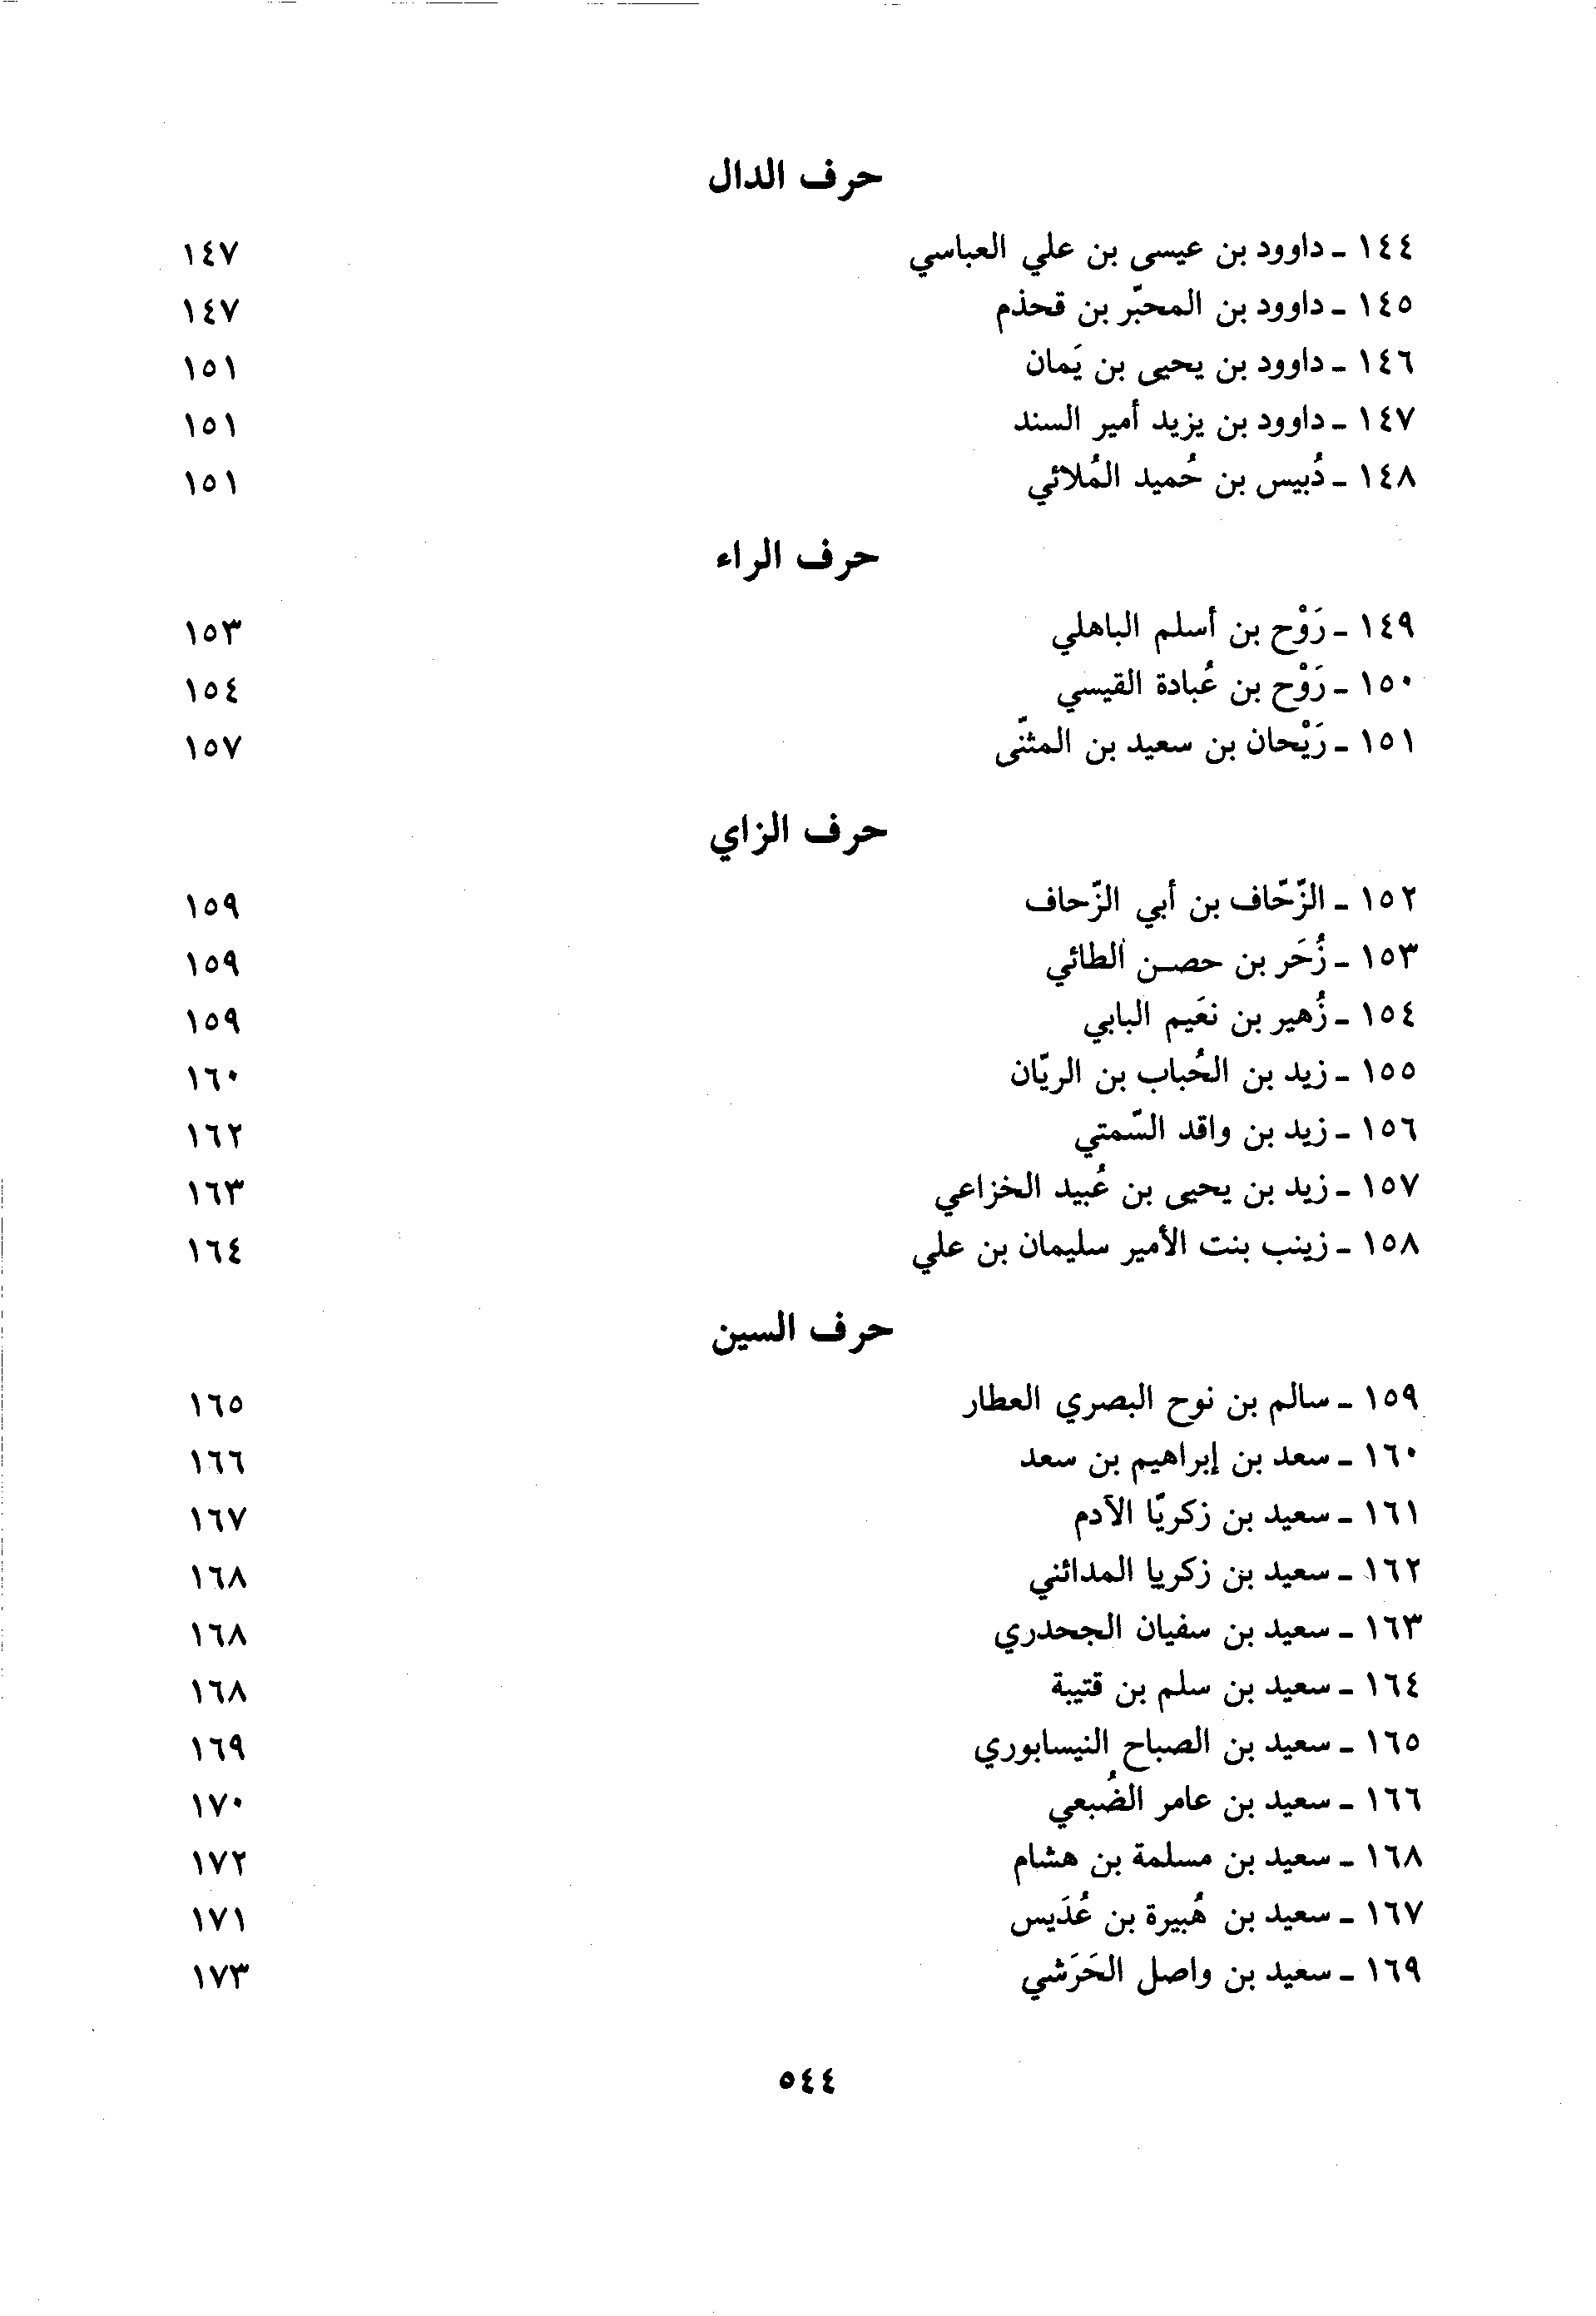 حرف الدال
١٤٤ ـ داوود بن عيسى بن علي العباسي ١٤٧
١٤٥ ـ داوود بن المحبّر بن قحذم ١٤٧
١٤٦ ـ داوود بن يحيى بن يَمان ١٥١
١٤٧ ـ داوود بن يزيد أمير السند ١٥١
١٤٨ ـ دُبيس بن حُميد المُلائي ١٥١
حرف الراء
١٤٩ ـ رَوْح بن أسلم الباهلي ١٥٣
١٥٠ ـ رَوْح بن عُبادة القيسي ١٥٤
١٥١ ـ رَيْحان بن سعيد بن المثنّى ١٥٧
حرف الزاي
١٥٢ ـ الزّحّاف بن أبي الزّحاف ١٥٩
١٥٣ ـ زُحَر بن حصن الطائي ١٥٩
١٥٤ ـ زُهير بن نعَيم البابي ١٥٩
١٥٥ ـ زيد بن الحُباب بن الريّان ١٦٠
١٥٦ ـ زيد بن واقد السّمتي ١٦٢
١٥٧ ـ زيد بن يحيى بن عُبيد الخزاعي ١٦٣
١٥٨ ـ زينب بنت الأمير سليمان بن علي ١٦٤
حرف السين
١٥٩ ـ سالم بن نوح البصري العطار ١٦٥
١٦٠ ـ سعد بن إبراهيم بن سعد ١٦٦
١٦١ ـ سعيد بن زكريّا الآدم ١٦٧
١٦٢ ـ سعيد بن زكريا المدائني ١٦٨
١٦٣ ـ سعيد بن سفيان الجحدري ١٦٨
١٦٤ ـ سعيد بن سلم بن قتيبة ١٦٨
١٦٥ ـ سعيد بن الصباح النيسابوري ١٦٩
١٦٦ ـ سعيد بن عامر الضُبعي ١٧٠
١٦٨ ـ سعيد بن مسلمة بن هشام ١٧٢
١٦٧ ـ سعيد بن هُبيرة بن عُدَيس ١٧١
١٦٩ ـ سعيد بن واصل الحَرَشي ١٧٣
٥٤٤